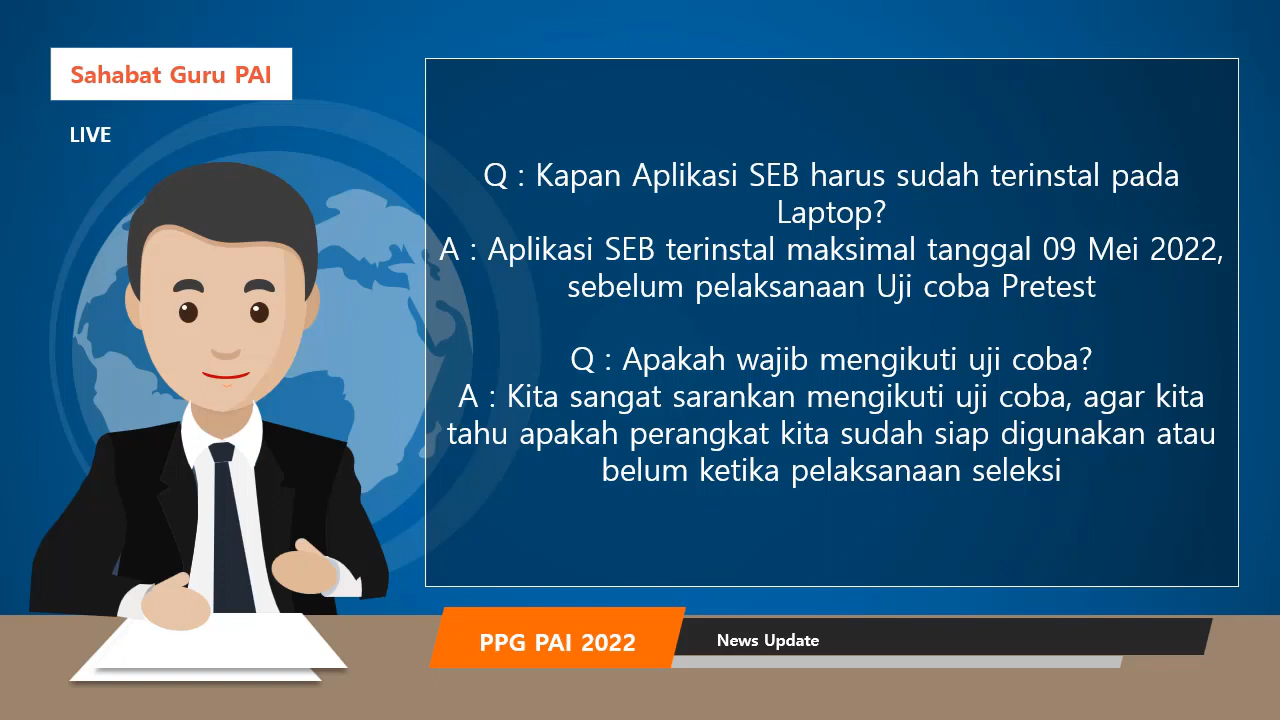 Sahabat Guru PAI
LIVE
Q : Kapan Aplikasi SEB harus sudah terinstal pada
Laptop?
A : Aplikasi SEB terinstal maksimal tanggal 09 Mei 2022,
sebelum pelaksanaan Uji coba Pretest
Q : Apakah wajib mengikuti uji coba?
A : Kita sangat sarankan mengikuti uji coba, agar kita
tahu apakah perangkat kita sudah siap digunakan atau
belum ketika pelaksanaan seleksi
PPG PAI 2022
News Update